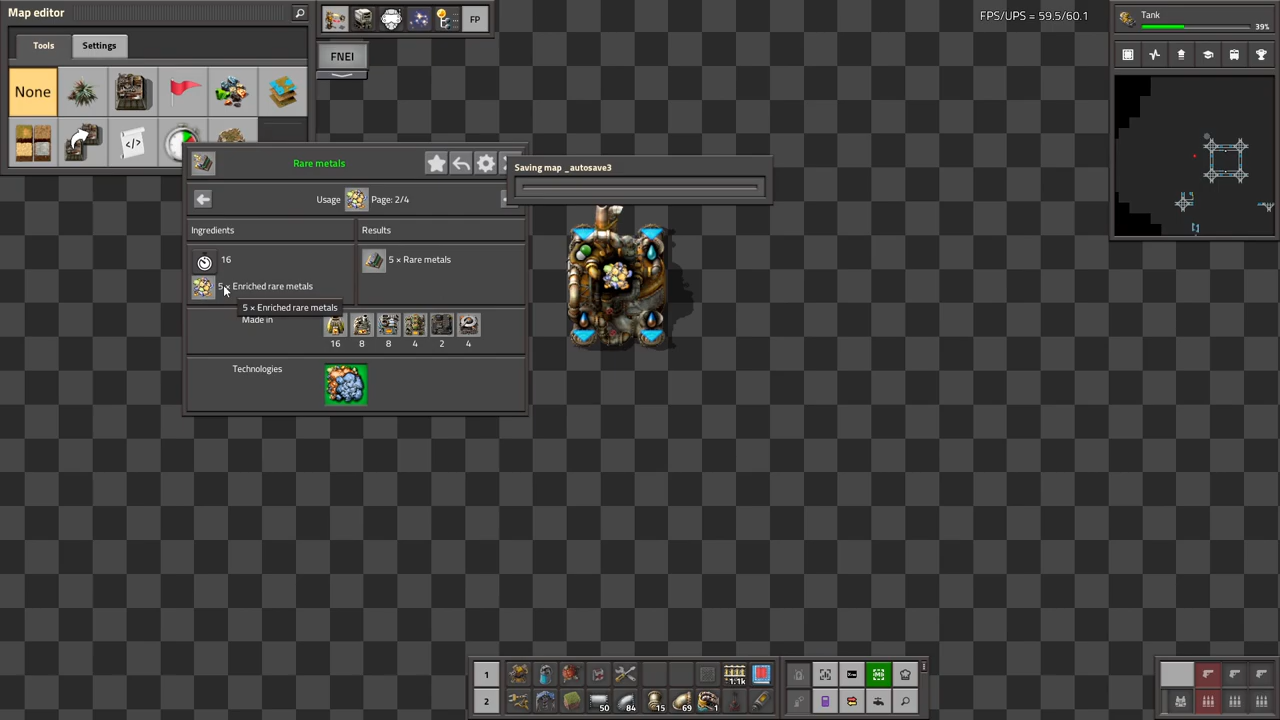 Map editor
Tools
Settings
None
FP
FNEI
FPS/UPS = 59.5/60.1
Tank
39%
Rare metals
Saving map _autosave3
Usage
Page: 2/4
Ingredients
Results
16
5 × Rare metals
5 × Enriched rare metals
5 × Enriched rare metals
Made in
16
8
8
4
2
4
Technologies
1
1.1k
2
50
84
15
69
1